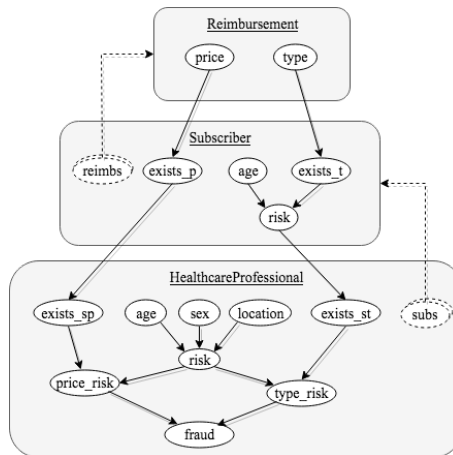 Reimbursement
price type
Subscriber
reimbs exists_p age exists_t
risk
HealthcareProfessional
exists_sp age sex location exists_st subs
risk
price_risk type_risk
fraud